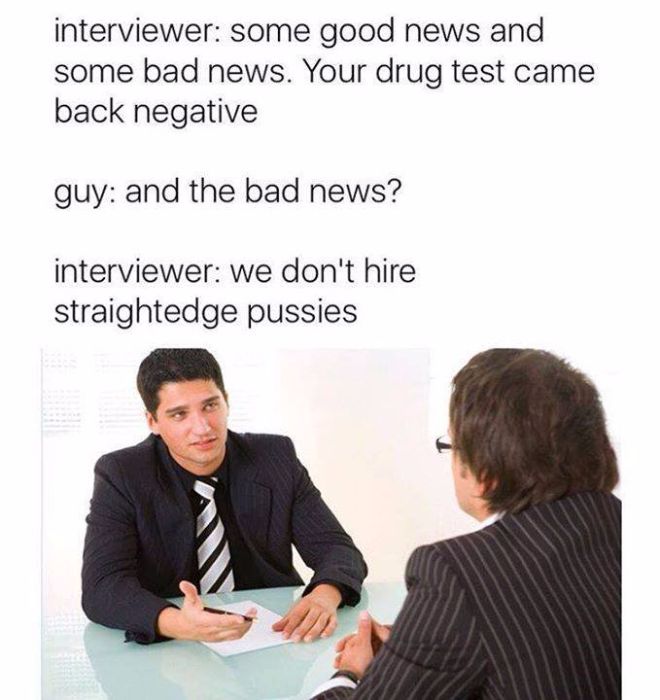 interviewer: some good news and
some bad news. Your drug test came
back negative
guy: and the bad news?
interviewer: we don't hire
straightedge pussies